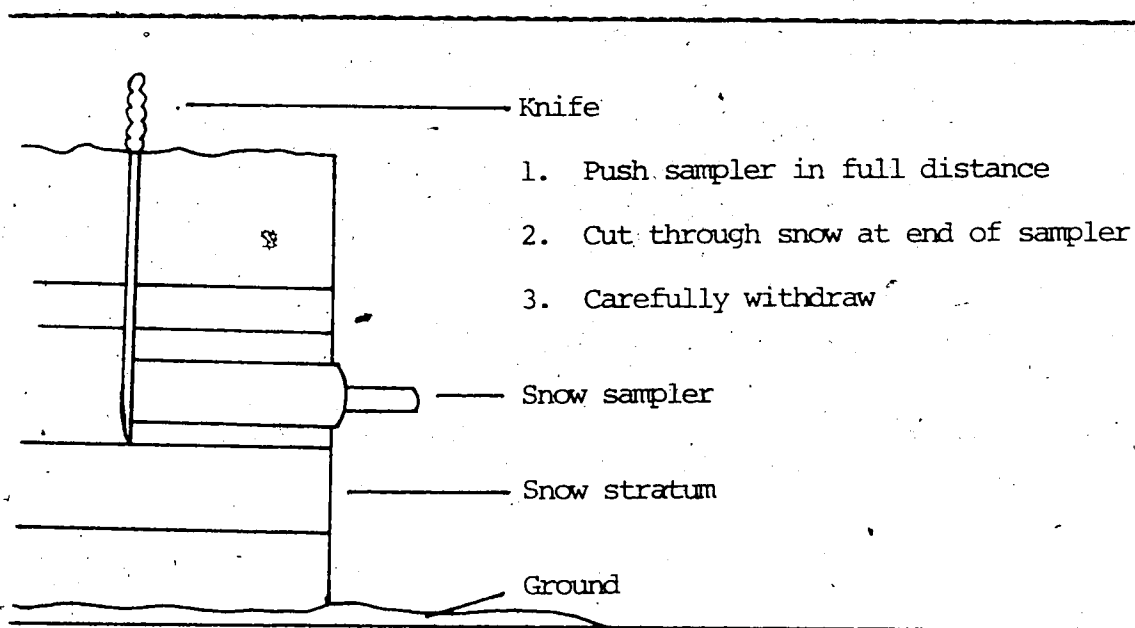 Knife
1. Push sampler in full distance
2. Cut through snow at end of sampler
3. Carefully withdraw
Snow sampler
Snow stratum
Ground